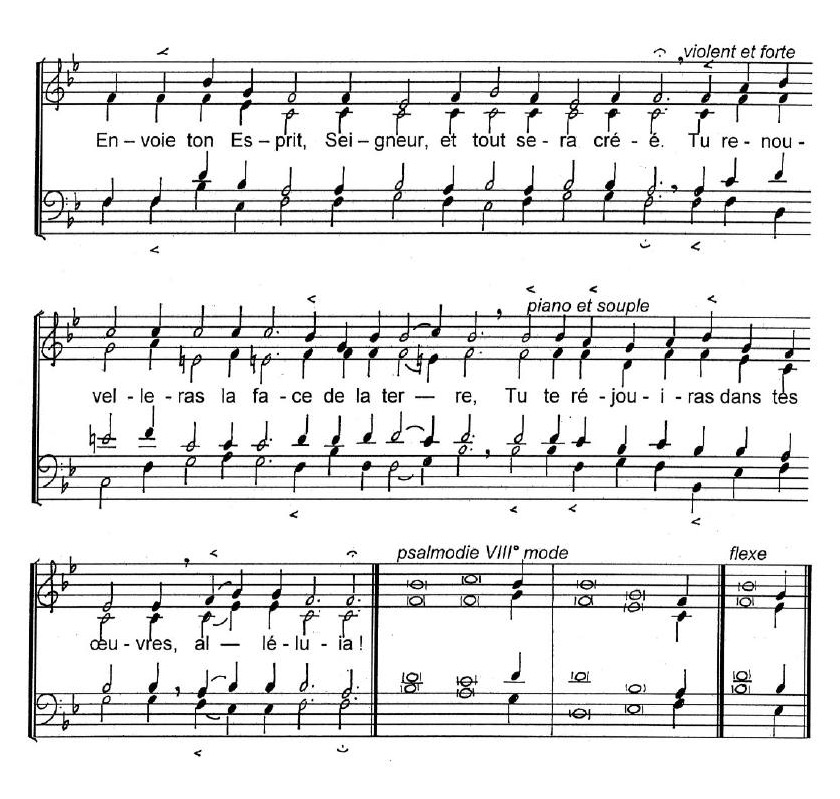 violent et forte
En – voie ton Es – prit, Sei – gneur, et tout se - ra cré - é. Tu re - nou -
piano et souple
vel - le - ras la fa - ce de la ter — re, Tu te ré - jou - i - ras dans tes
psalmodie VIII° mode
flexe
œu - vres, al — lé - lu - ia !